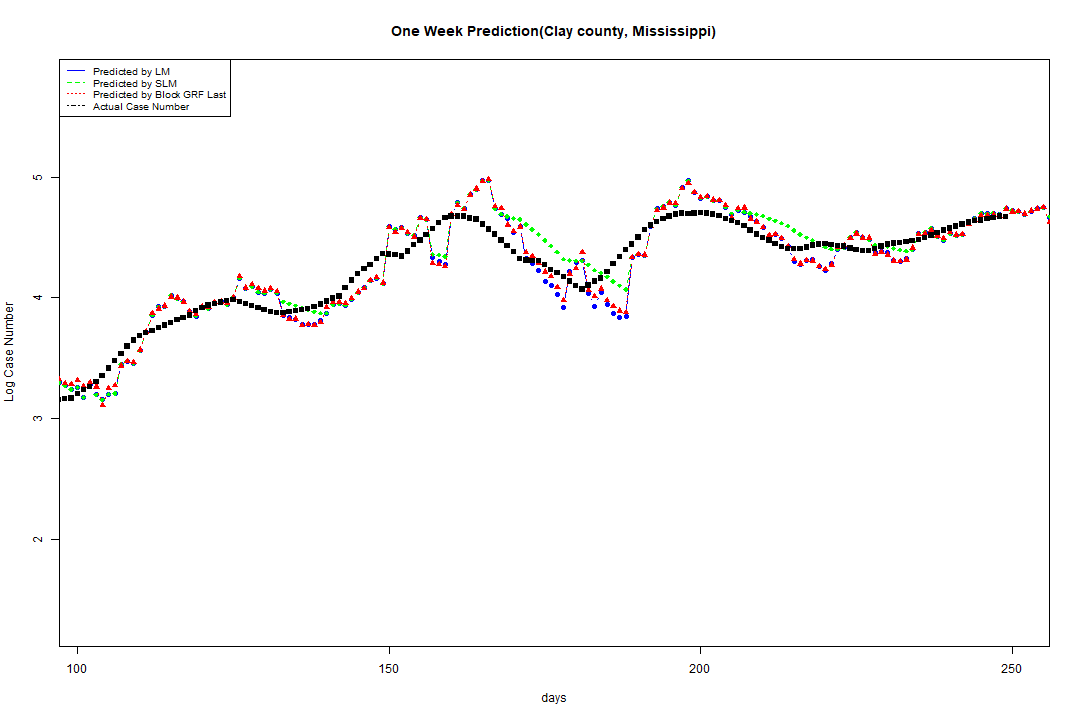 One Week Prediction(Clay county, Mississippi)
Predicted by LM
Predicted by SLM
Predicted by Block GRF Last
Actual Case Number
Log Case Number
5
4
3
2
100 150 200 250
days